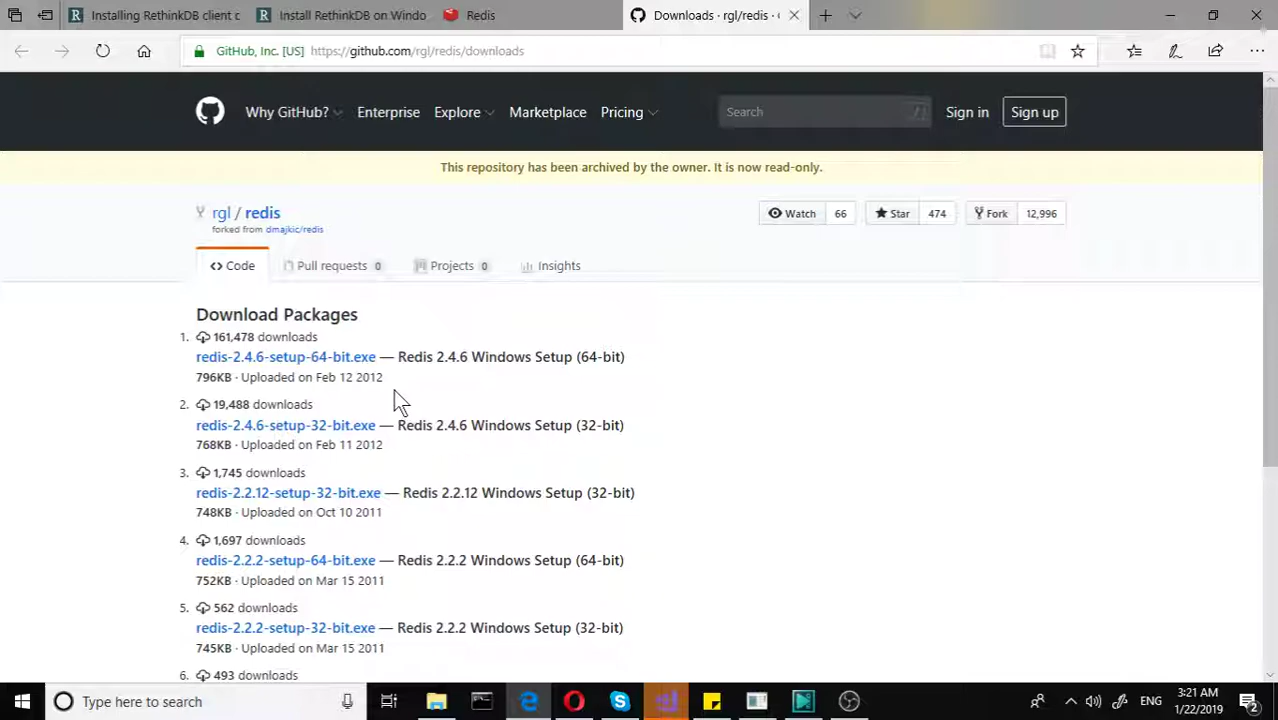 Installing RethinkDB client c
Install RethinkDB on Windo
Redis
Downloads · rgl/redis ·
GitHub, Inc. [US] https://github.com/rgl/redis/downloads
Why GitHub? Enterprise Explore Marketplace Pricing Search Sign in Sign up
This repository has been archived by the owner. It is now read-only.
rgl / redis
Watch 66 Star 474 Fork 12,996
forked from dmajkic/redis
<> Code Pull requests 0 Projects 0 Insights
Download Packages
1. 161,478 downloads
redis-2.4.6-setup-64-bit.exe — Redis 2.4.6 Windows Setup (64-bit)
796KB · Uploaded on Feb 12 2012
2. 19,488 downloads
redis-2.4.6-setup-32-bit.exe — Redis 2.4.6 Windows Setup (32-bit)
768KB · Uploaded on Feb 11 2012
3. 1,745 downloads
redis-2.2.12-setup-32-bit.exe — Redis 2.2.12 Windows Setup (32-bit)
748KB · Uploaded on Oct 10 2011
4. 1,697 downloads
redis-2.2.2-setup-64-bit.exe — Redis 2.2.2 Windows Setup (64-bit)
752KB · Uploaded on Mar 15 2011
5. 562 downloads
redis-2.2.2-setup-32-bit.exe — Redis 2.2.2 Windows Setup (32-bit)
745KB · Uploaded on Mar 15 2011
6. 493 downloads
Type here to search
ENG
3:21 AM
1/22/2019
2